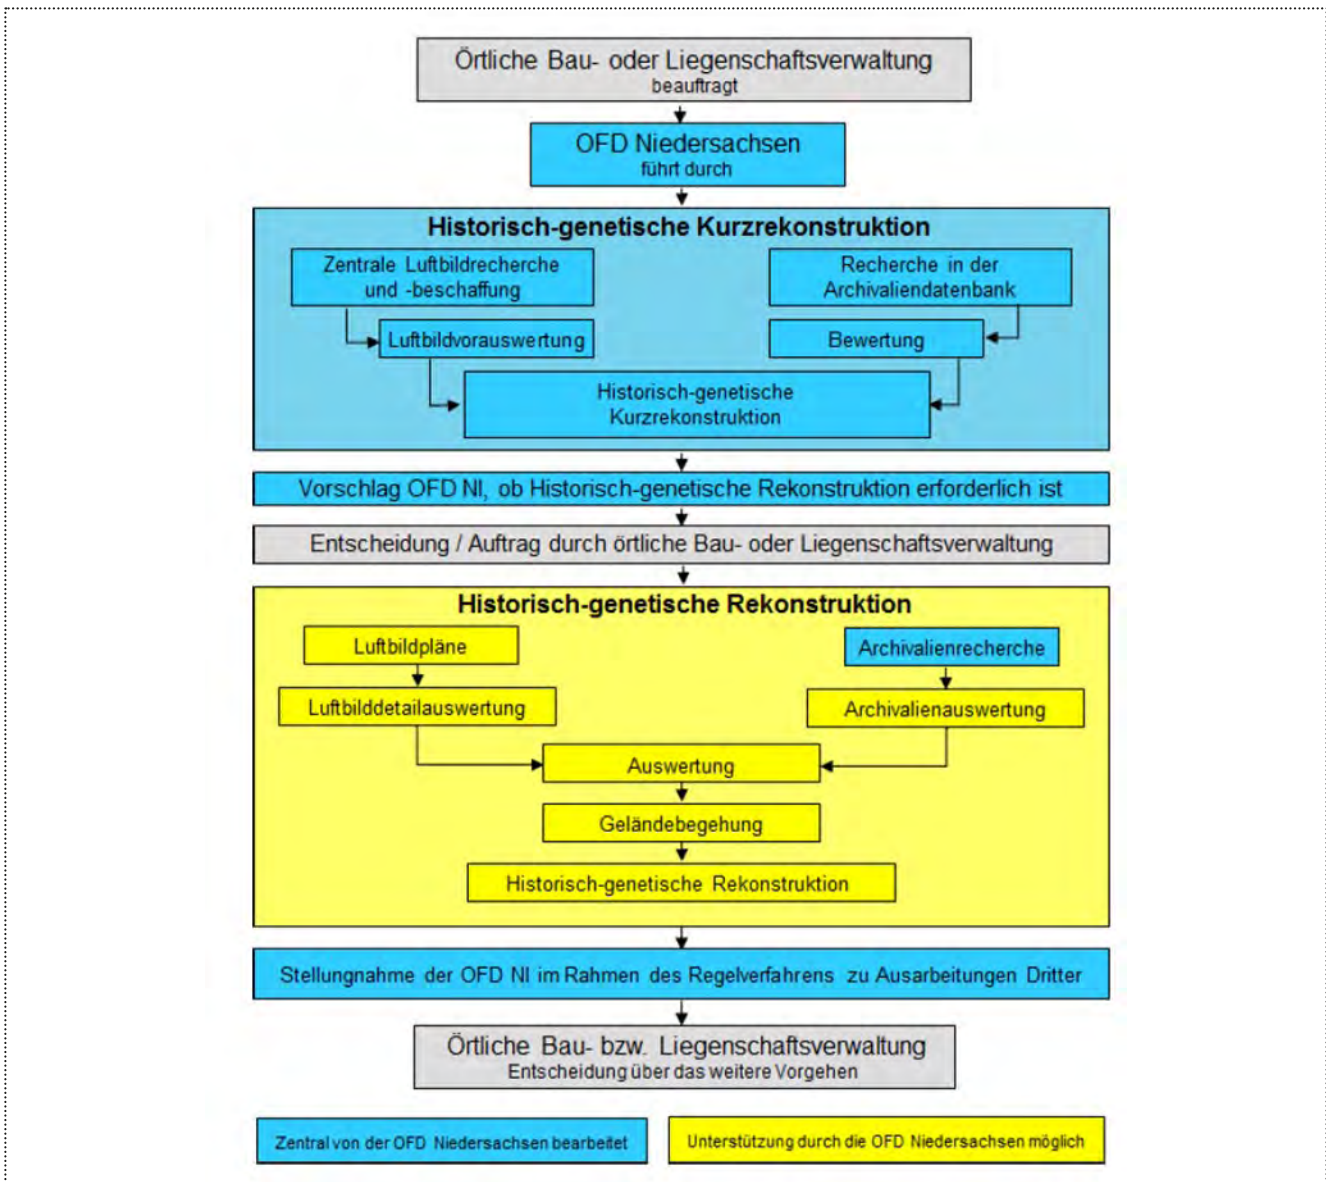 Örtliche Bau- oder Liegenschaftsverwaltung
beauftragt
OFD Niedersachsen
führt durch
Historisch-genetische Kurzrekonstruktion
Zentrale Luftbildrecherche
und -beschaffung
Recherche in der
Archivaliendatenbank
Luftbildvorauswertung
Bewertung
Historisch-genetische
Kurzrekonstruktion
Vorschlag OFD NI, ob Historisch-genetische Rekonstruktion erforderlich ist
Entscheidung / Auftrag durch örtliche Bau- oder Liegenschaftsverwaltung
Historisch-genetische Rekonstruktion
Luftbildpläne
Archivalienrecherche
Luftbilddetailauswertung
Archivalienauswertung
Auswertung
Geländebegehung
Historisch-genetische Rekonstruktion
Stellungnahme der OFD NI im Rahmen des Regelverfahrens zu Ausarbeitungen Dritter
Örtliche Bau- bzw. Liegenschaftsverwaltung
Entscheidung über das weitere Vorgehen
Zentral von der OFD Niedersachsen bearbeitet
Unterstützung durch die OFD Niedersachsen möglich